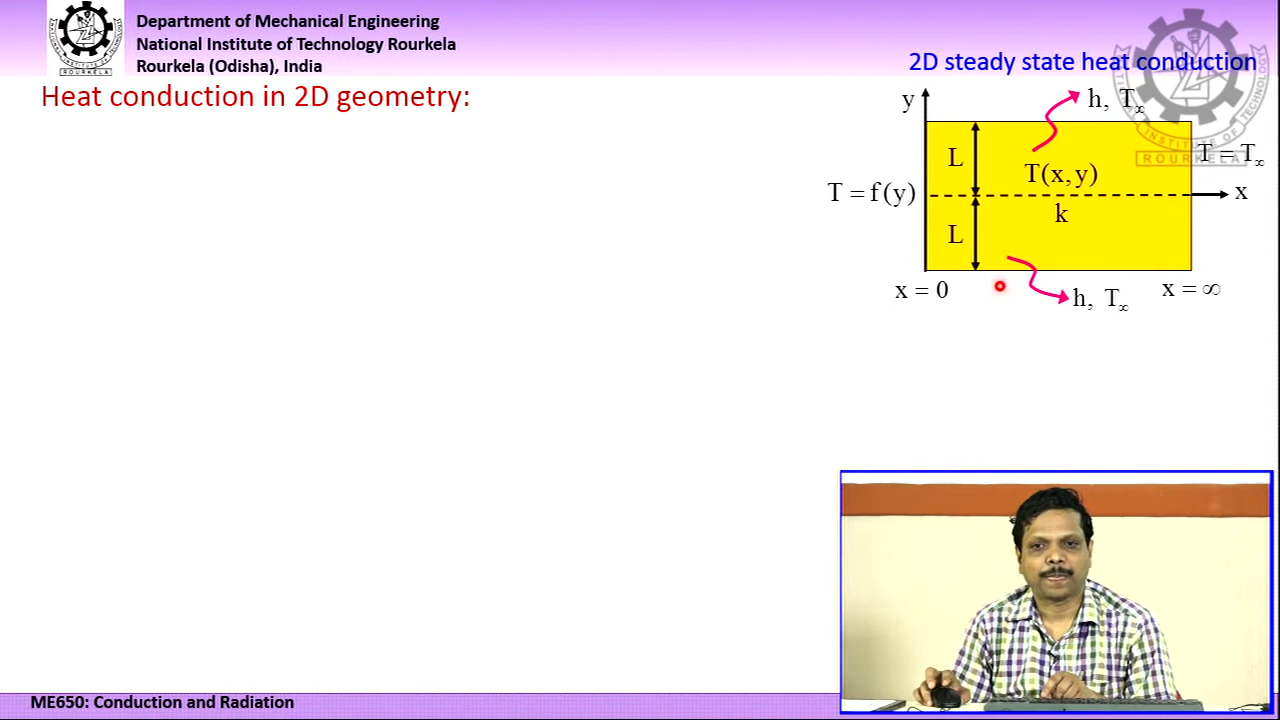 Department of Mechanical Engineering
National Institute of Technology Rourkela
Rourkela (Odisha), India
2D steady state heat conduction
Heat conduction in 2D geometry:
y
h, T∞
L
T = T∞
T(x, y)
T = f(y)
x
k
L
x = 0
h, T∞
x = ∞
ROURKELA
ME650: Conduction and Radiation